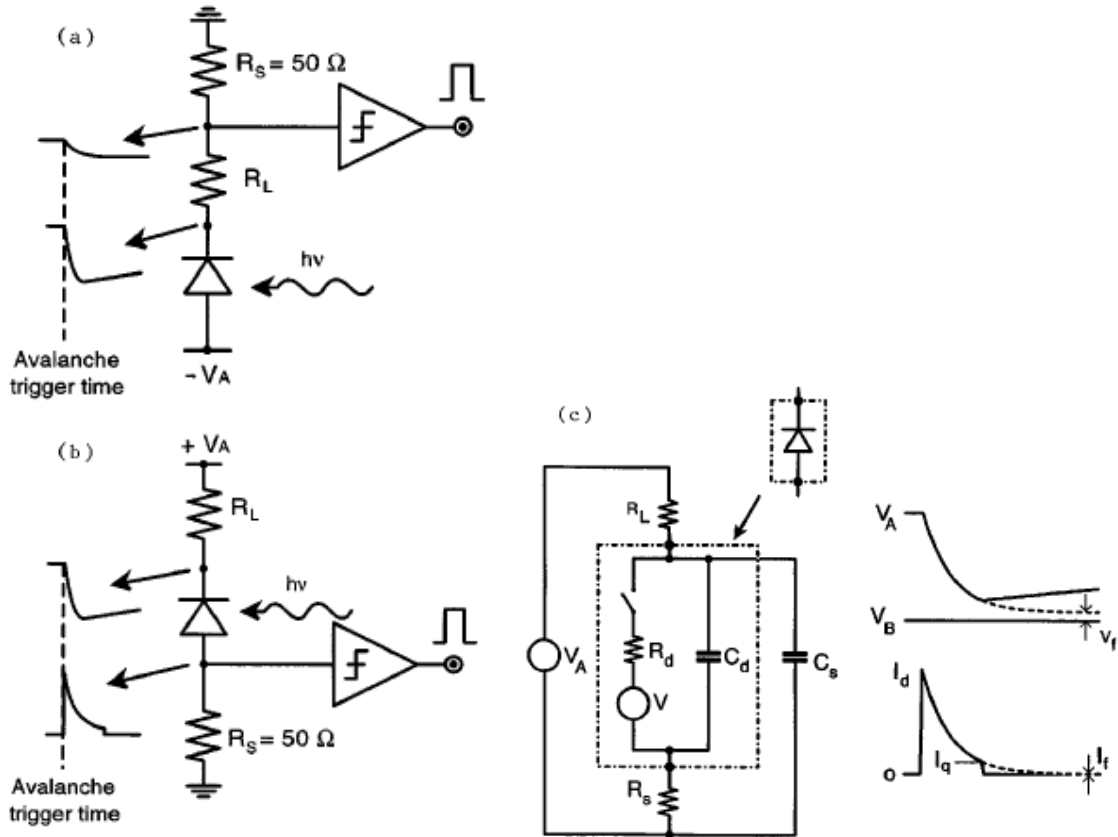 (a)
R_S = 50 Ω
R_L
hν
Avalanche
trigger time
– V_A
(b)
+ V_A
R_L
hν
R_S = 50 Ω
Avalanche
trigger time
(c)
R_L
V_A
R_d
V
C_d
C_s
R_s
V_A
V_B
V_f
I_d
I_q
I_f
o